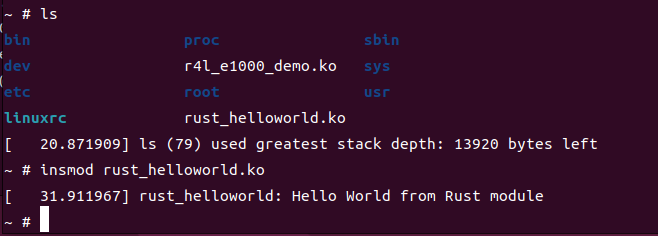 ~ # ls
bin                proc               sbin
dev                r4l_e1000_demo.ko  sys
etc                root               usr
linuxrc            rust_helloworld.ko
[   20.871909] ls (79) used greatest stack depth: 13920 bytes left
~ # insmod rust_helloworld.ko
[   31.911967] rust_helloworld: Hello World from Rust module
~ #